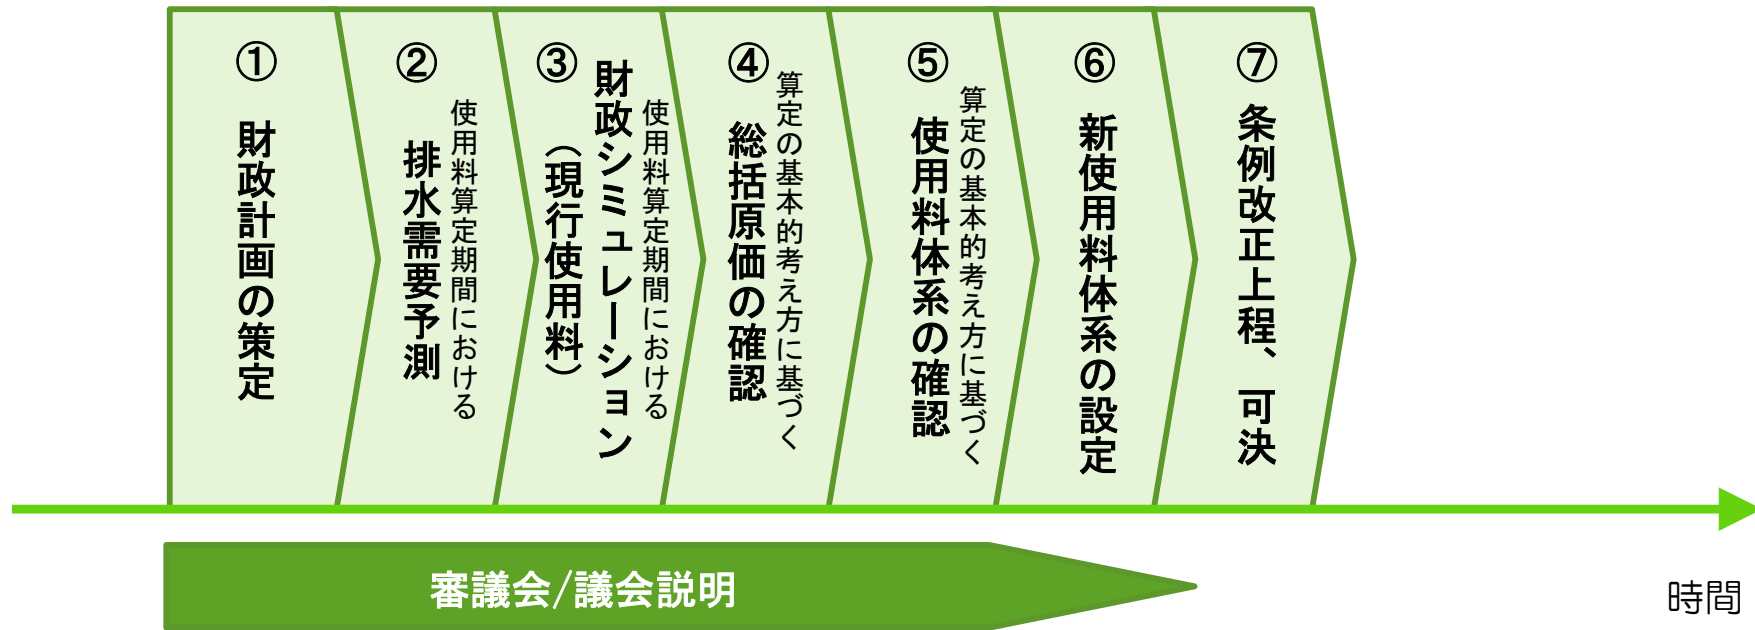 ①
財政計画の策定
②
使用料算定期間における
排水需要予測
③
使用料算定期間における
財政シミュレーション
（現行使用料）
④
算定の基本的考え方に基づく
総括原価の確認
⑤
算定の基本的考え方に基づく
使用料体系の確認
⑥
新使用料体系の設定
⑦
条例改正上程、可決
審議会/議会説明
時間